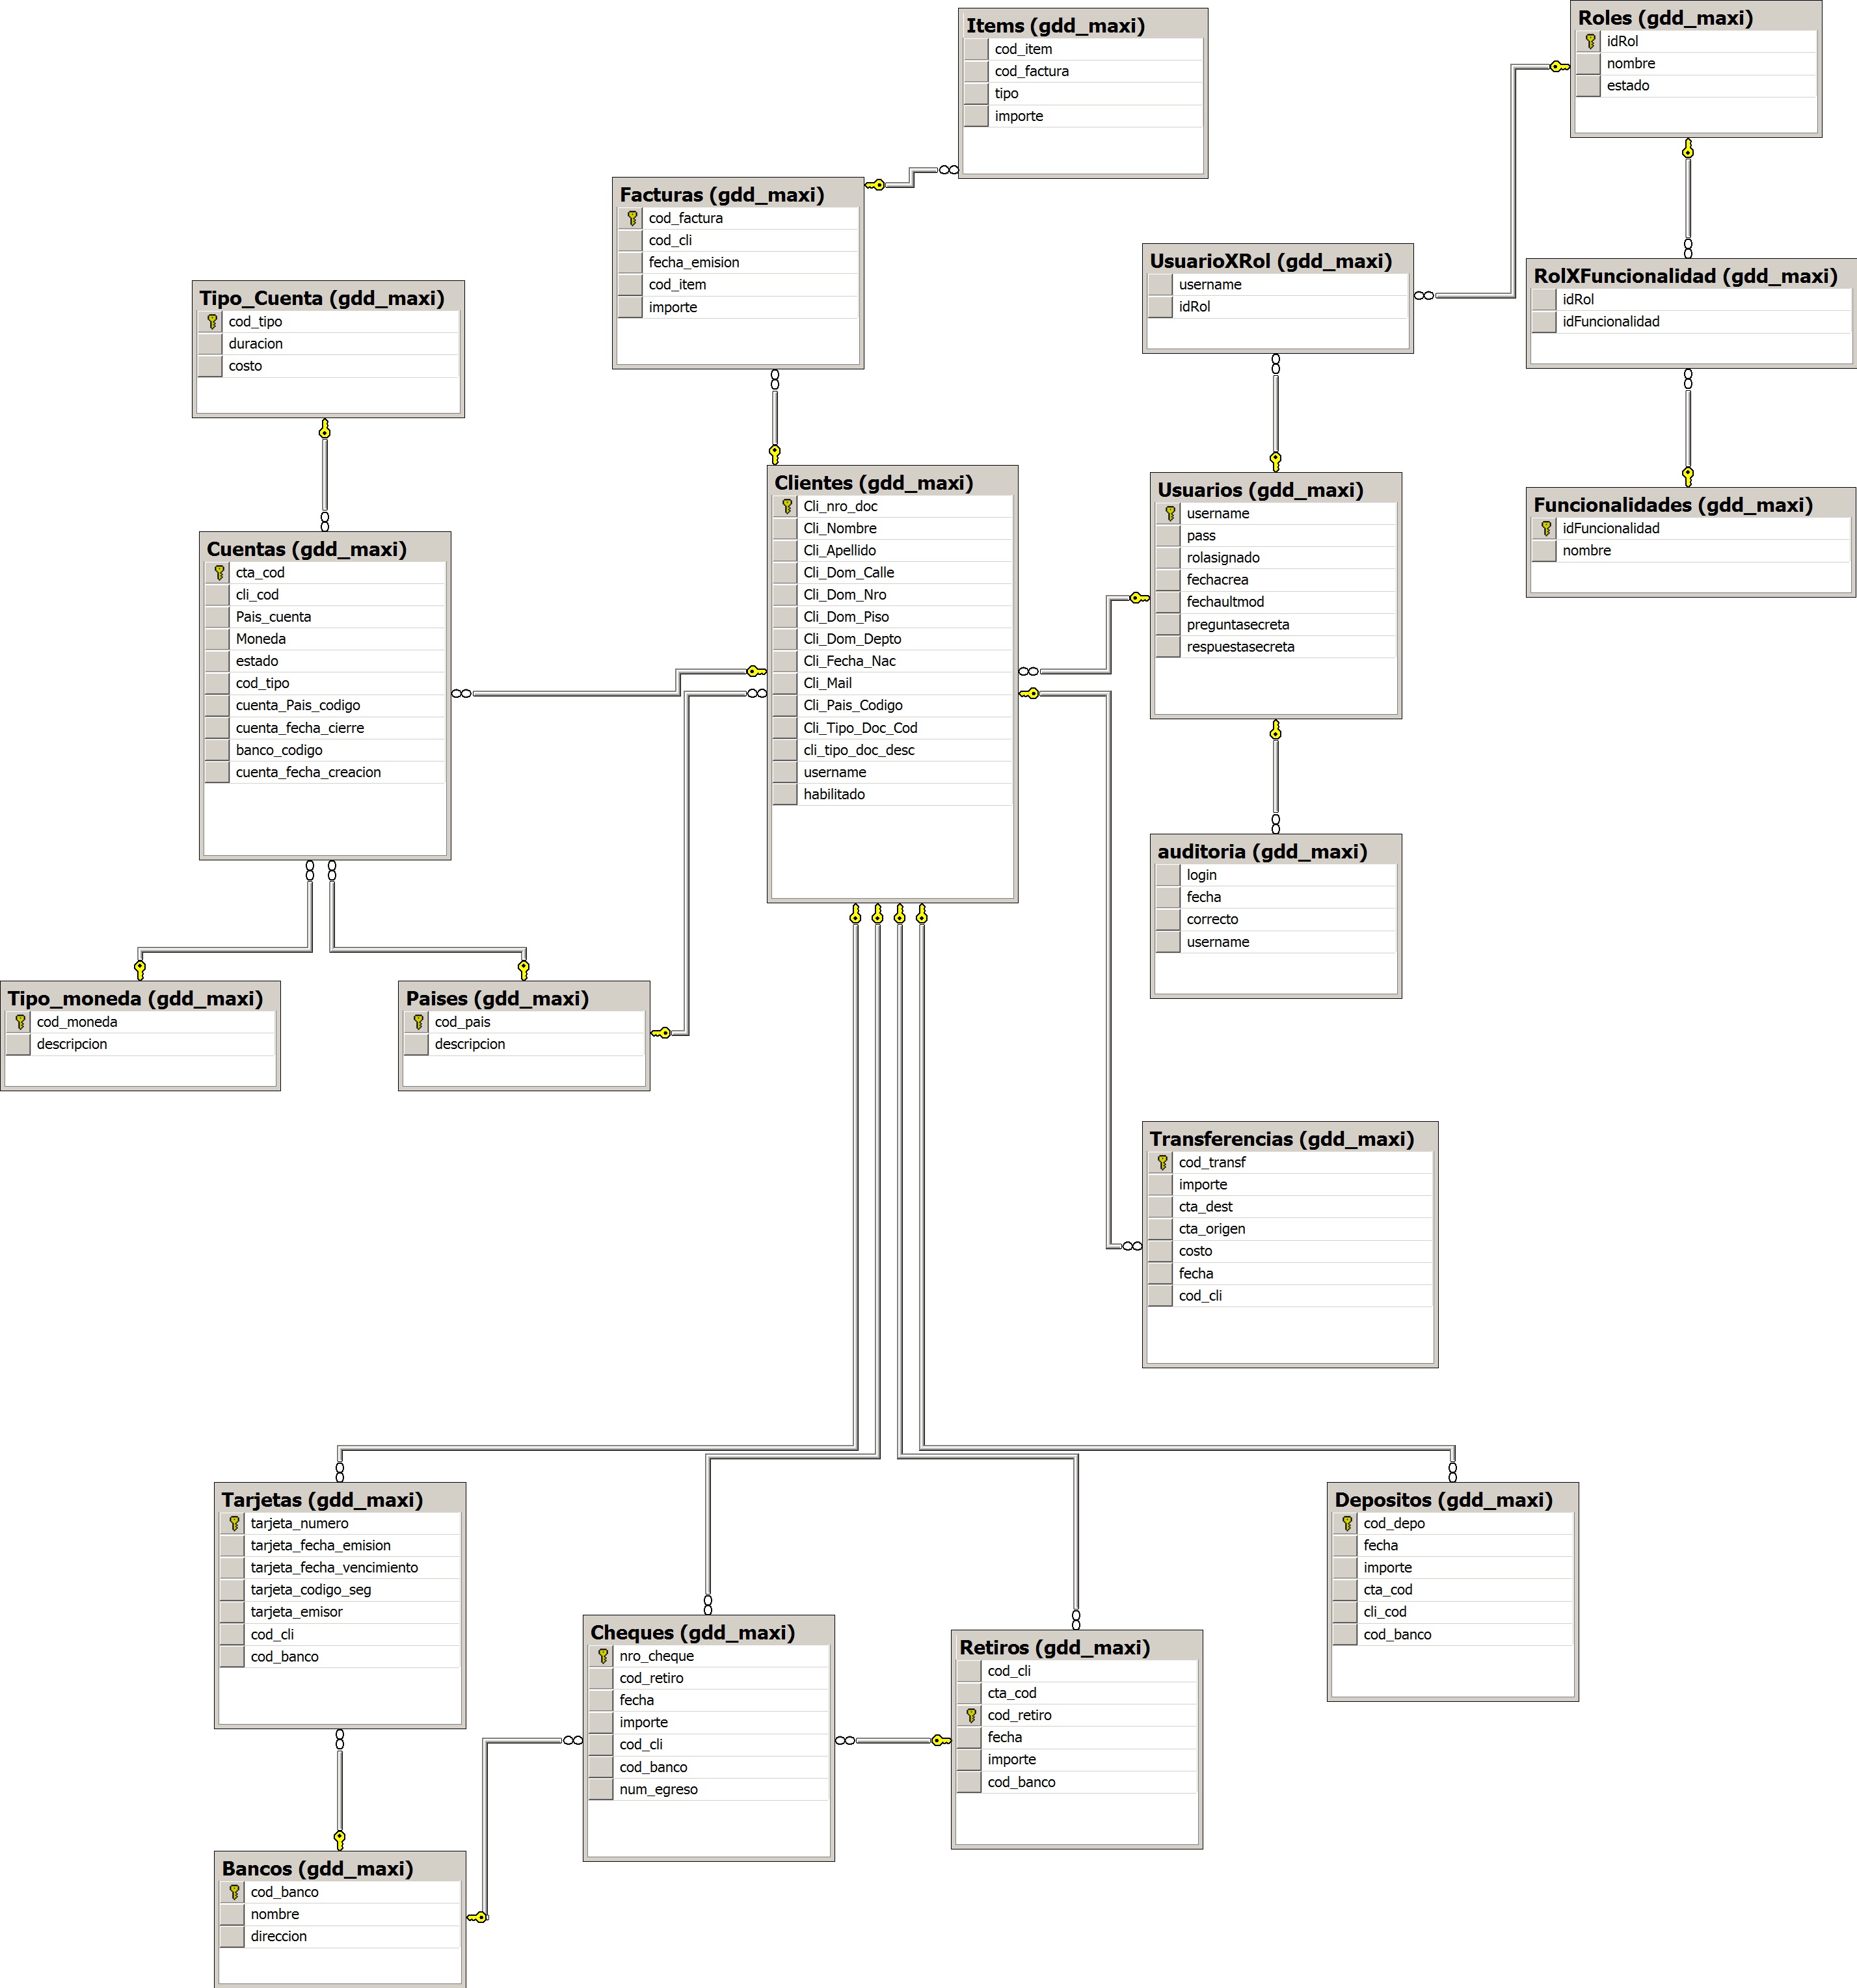 Items (gdd_maxi)
cod_item
cod_factura
tipo
importe
Roles (gdd_maxi)
idRol
nombre
estado
Facturas (gdd_maxi)
cod_factura
cod_cli
fecha_emision
cod_item
importe
UsuarioXRol (gdd_maxi)
username
idRol
RolXFuncionalidad (gdd_maxi)
idRol
idFuncionalidad
Tipo_Cuenta (gdd_maxi)
cod_tipo
duracion
costo
Clientes (gdd_maxi)
Cli_nro_doc
Cli_Nombre
Cli_Apellido
Cli_Dom_Calle
Cli_Dom_Nro
Cli_Dom_Piso
Cli_Dom_Depto
Cli_Fecha_Nac
Cli_Mail
Cli_Pais_Codigo
Cli_Tipo_Doc_Cod
cli_tipo_doc_desc
username
habilitado
Usuarios (gdd_maxi)
username
pass
rolasignado
fechacrea
fechaultmod
preguntasecreta
respuestasecreta
Funcionalidades (gdd_maxi)
idFuncionalidad
nombre
Cuentas (gdd_maxi)
cta_cod
cli_cod
Pais_cuenta
Moneda
estado
cod_tipo
cuenta_Pais_codigo
cuenta_fecha_cierre
banco_codigo
cuenta_fecha_creacion
auditoria (gdd_maxi)
login
fecha
correcto
username
Tipo_moneda (gdd_maxi)
cod_moneda
descripcion
Paises (gdd_maxi)
cod_pais
descripcion
Transferencias (gdd_maxi)
cod_transf
importe
cta_dest
cta_origen
costo
fecha
cod_cli
Tarjetas (gdd_maxi)
tarjeta_numero
tarjeta_fecha_emision
tarjeta_fecha_vencimiento
tarjeta_codigo_seg
tarjeta_emisor
cod_cli
cod_banco
Depositos (gdd_maxi)
cod_depo
fecha
importe
cta_cod
cli_cod
cod_banco
Cheques (gdd_maxi)
nro_cheque
cod_retiro
fecha
importe
cod_cli
cod_banco
num_egreso
Retiros (gdd_maxi)
cod_cli
cta_cod
cod_retiro
fecha
importe
cod_banco
Bancos (gdd_maxi)
cod_banco
nombre
direccion